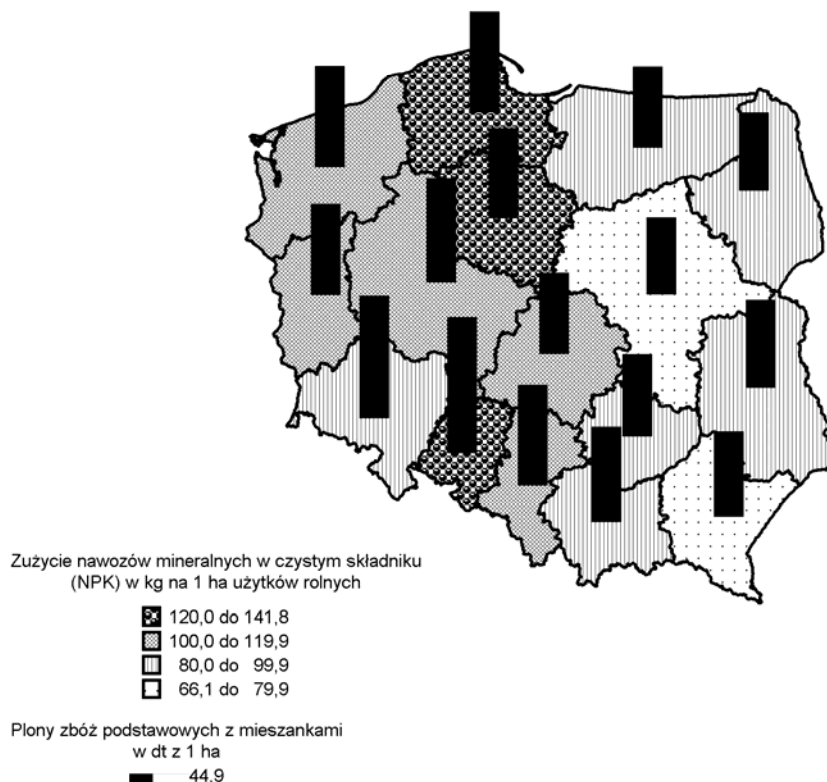 Zużycie nawozów mineralnych w czystym składniku
(NPK) w kg na 1 ha użytków rolnych
120,0 do 141,8
100,0 do 119,9
80,0 do 99,9
66,1 do 79,9
Plony zbóż podstawowych z mieszankami
w dt z 1 ha
44,9